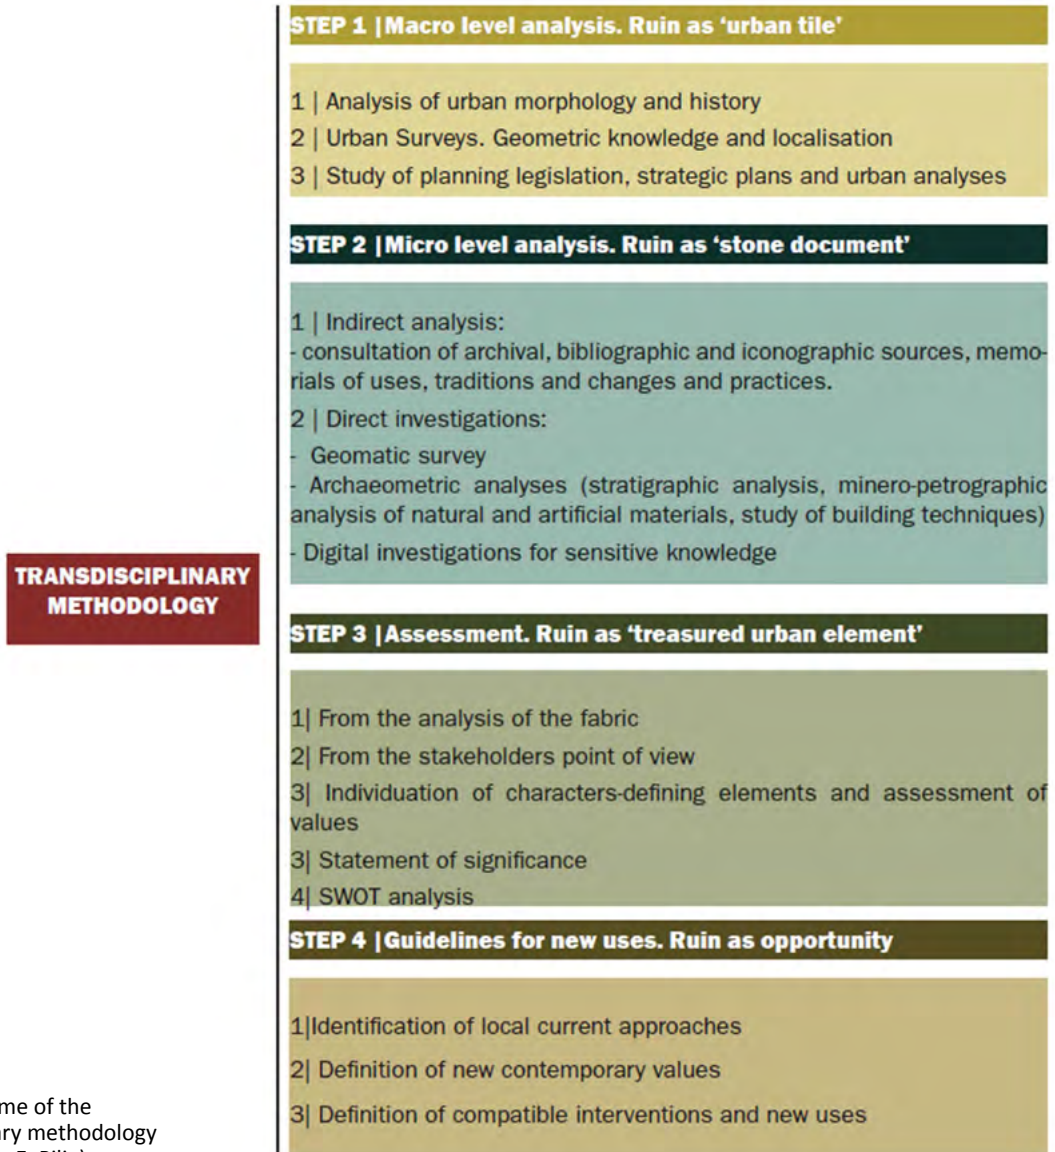 STEP 1 |Macro level analysis. Ruin as ‘urban tile’
1 | Analysis of urban morphology and history
2 | Urban Surveys. Geometric knowledge and localisation
3 | Study of planning legislation, strategic plans and urban analyses
STEP 2 |Micro level analysis. Ruin as ‘stone document’
1 | Indirect analysis:
- consultation of archival, bibliographic and iconographic sources, memo-
rials of uses, traditions and changes and practices.
2 | Direct investigations:
- Geomatic survey
- Archaeometric analyses (stratigraphic analysis, minero-petrographic
analysis of natural and artificial materials, study of building techniques)
- Digital investigations for sensitive knowledge
TRANSDISCIPLINARY
METHODOLOGY
STEP 3 |Assessment. Ruin as ‘treasured urban element’
1| From the analysis of the fabric
2| From the stakeholders point of view
3| Individuation of characters-defining elements and assessment of
values
3| Statement of significance
4| SWOT analysis
STEP 4 |Guidelines for new uses. Ruin as opportunity
1|Identification of local current approaches
2| Definition of new contemporary values
3| Definition of compatible interventions and new uses
me of the
ry methodology